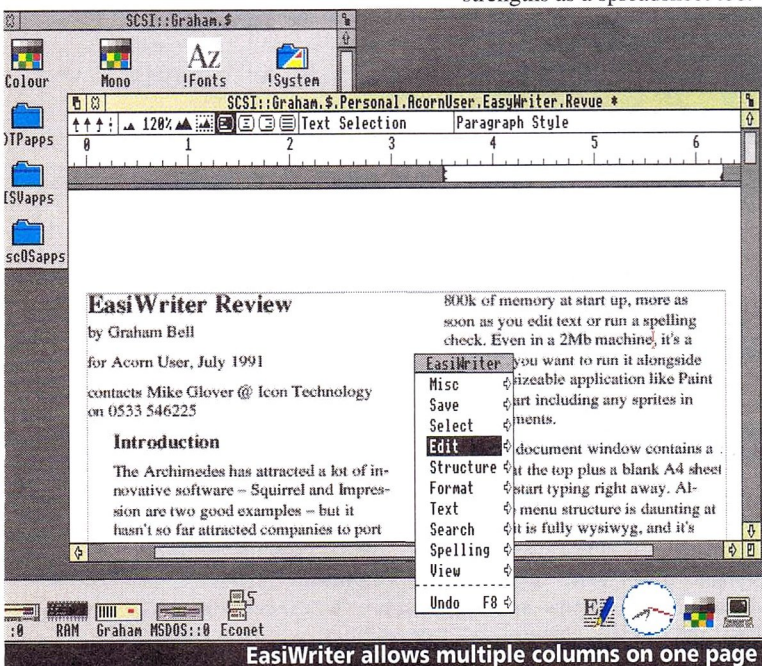 SCSI::Graham.$
Colour
Mono
!Fonts
!System
SCSI::Graham.$.Personal.AcornUser.EasyWriter.Revue *
120%
Text Selection
Paragraph Style
0 1 2 3 4 5 6
EasiWriter Review
by Graham Bell
for Acorn User, July 1991
contacts Mike Glover @ Icon Technology
on 0533 546225
Introduction
The Archimedes has attracted a lot of in-
novative software – Squirrel and Impres-
sion are two good examples – but it
hasn't so far attracted companies to port
800k of memory at start up, more as
soon as you edit text or run a spelling
check. Even in a 2Mb machine, it's a
you want to run it alongside
sizeable application like Paint
art including any sprites in
ments.
document window contains a
at the top plus a blank A4 sheet
start typing right away. Al-
menu structure is daunting at
it is fully wysiwyg, and it's
EasiWriter
Misc
Save
Select
Edit
Structure
Format
Text
Search
Spelling
View
Undo F8
:0
RAM
Graham
MSDOS::0
Econet
EasiWriter allows multiple columns on one page